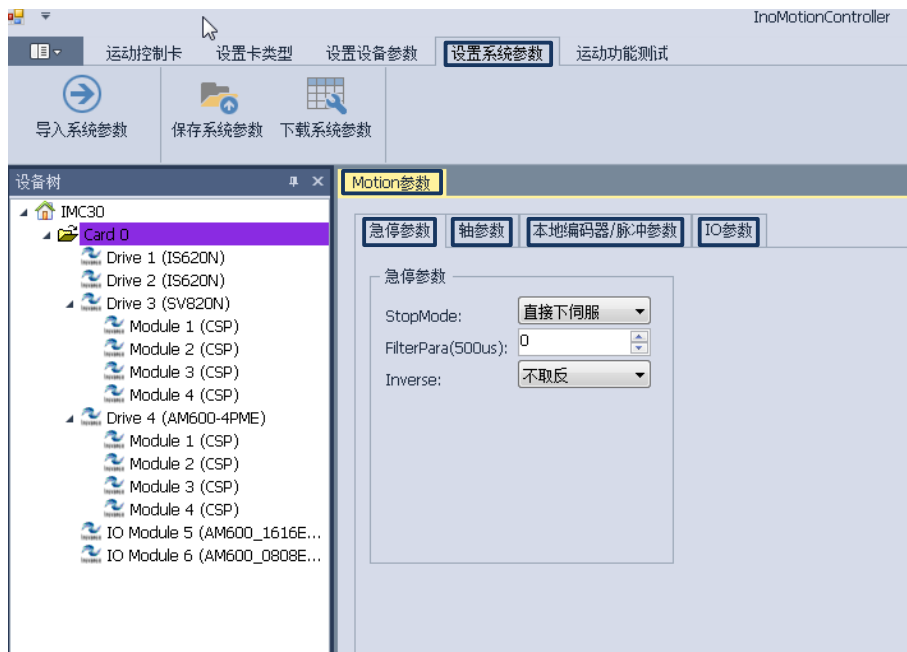 InoMotionController
运动控制卡 设置卡类型 设置设备参数 设置系统参数 运动功能测试
导入系统参数 保存系统参数 下载系统参数
设备树
Motion参数
IMC30
Card 0
Drive 1 (IS620N)
Drive 2 (IS620N)
Drive 3 (SV820N)
Module 1 (CSP)
Module 2 (CSP)
Module 3 (CSP)
Module 4 (CSP)
Drive 4 (AM600-4PME)
Module 1 (CSP)
Module 2 (CSP)
Module 3 (CSP)
Module 4 (CSP)
IO Module 5 (AM600_1616E...
IO Module 6 (AM600_0808E...
急停参数 轴参数 本地编码器/脉冲参数 IO参数
急停参数
StopMode: 直接下伺服
FilterPara(500us): 0
Inverse: 不取反